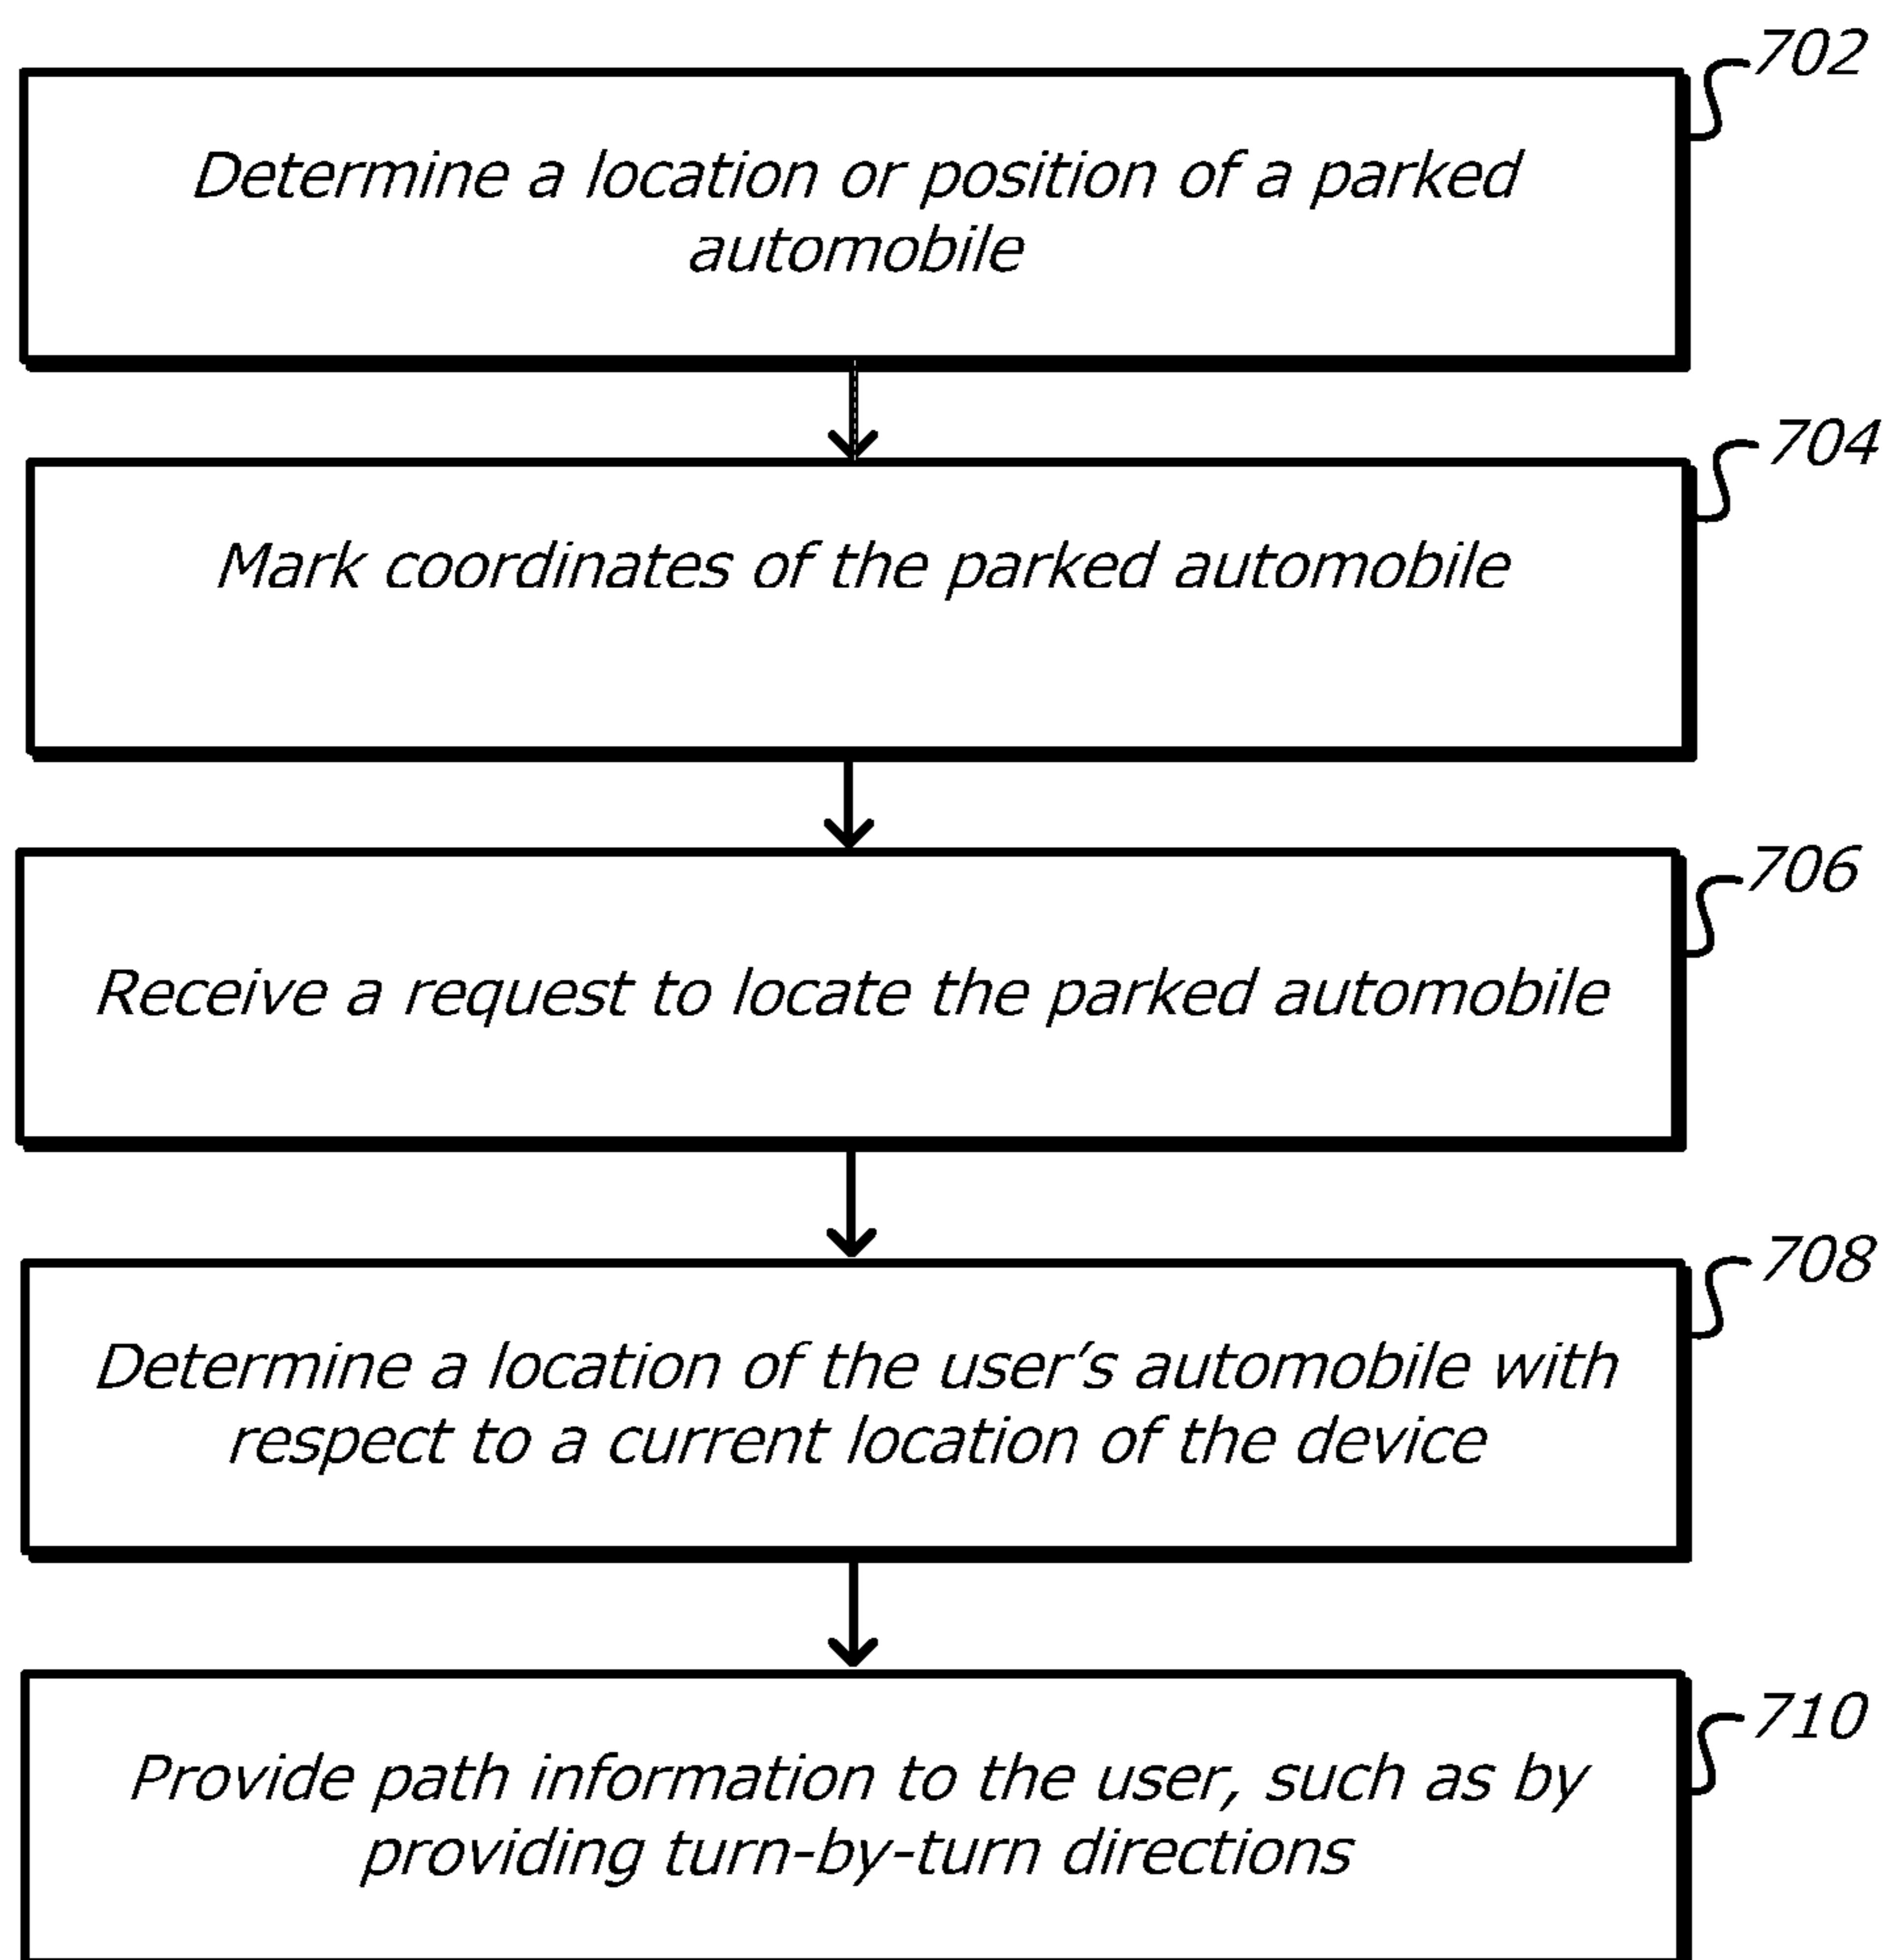 702
Determine a location or position of a parked
automobile
704
Mark coordinates of the parked automobile
706
Receive a request to locate the parked automobile
708
Determine a location of the user’s automobile with
respect to a current location of the device
710
Provide path information to the user, such as by
providing turn-by-turn directions